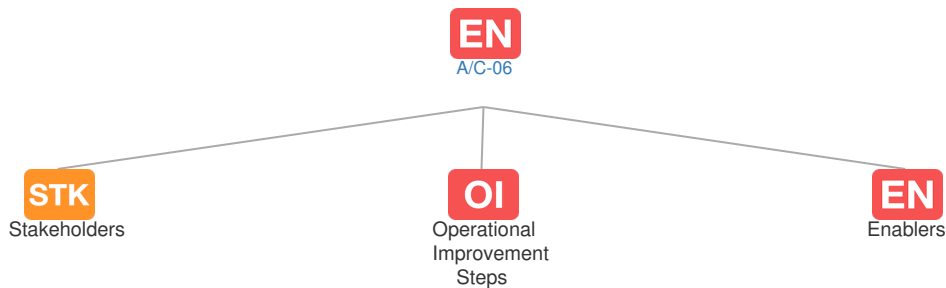 EN
A/C-06
STK
OI
EN
Stakeholders
Operational
Improvement
Steps
Enablers